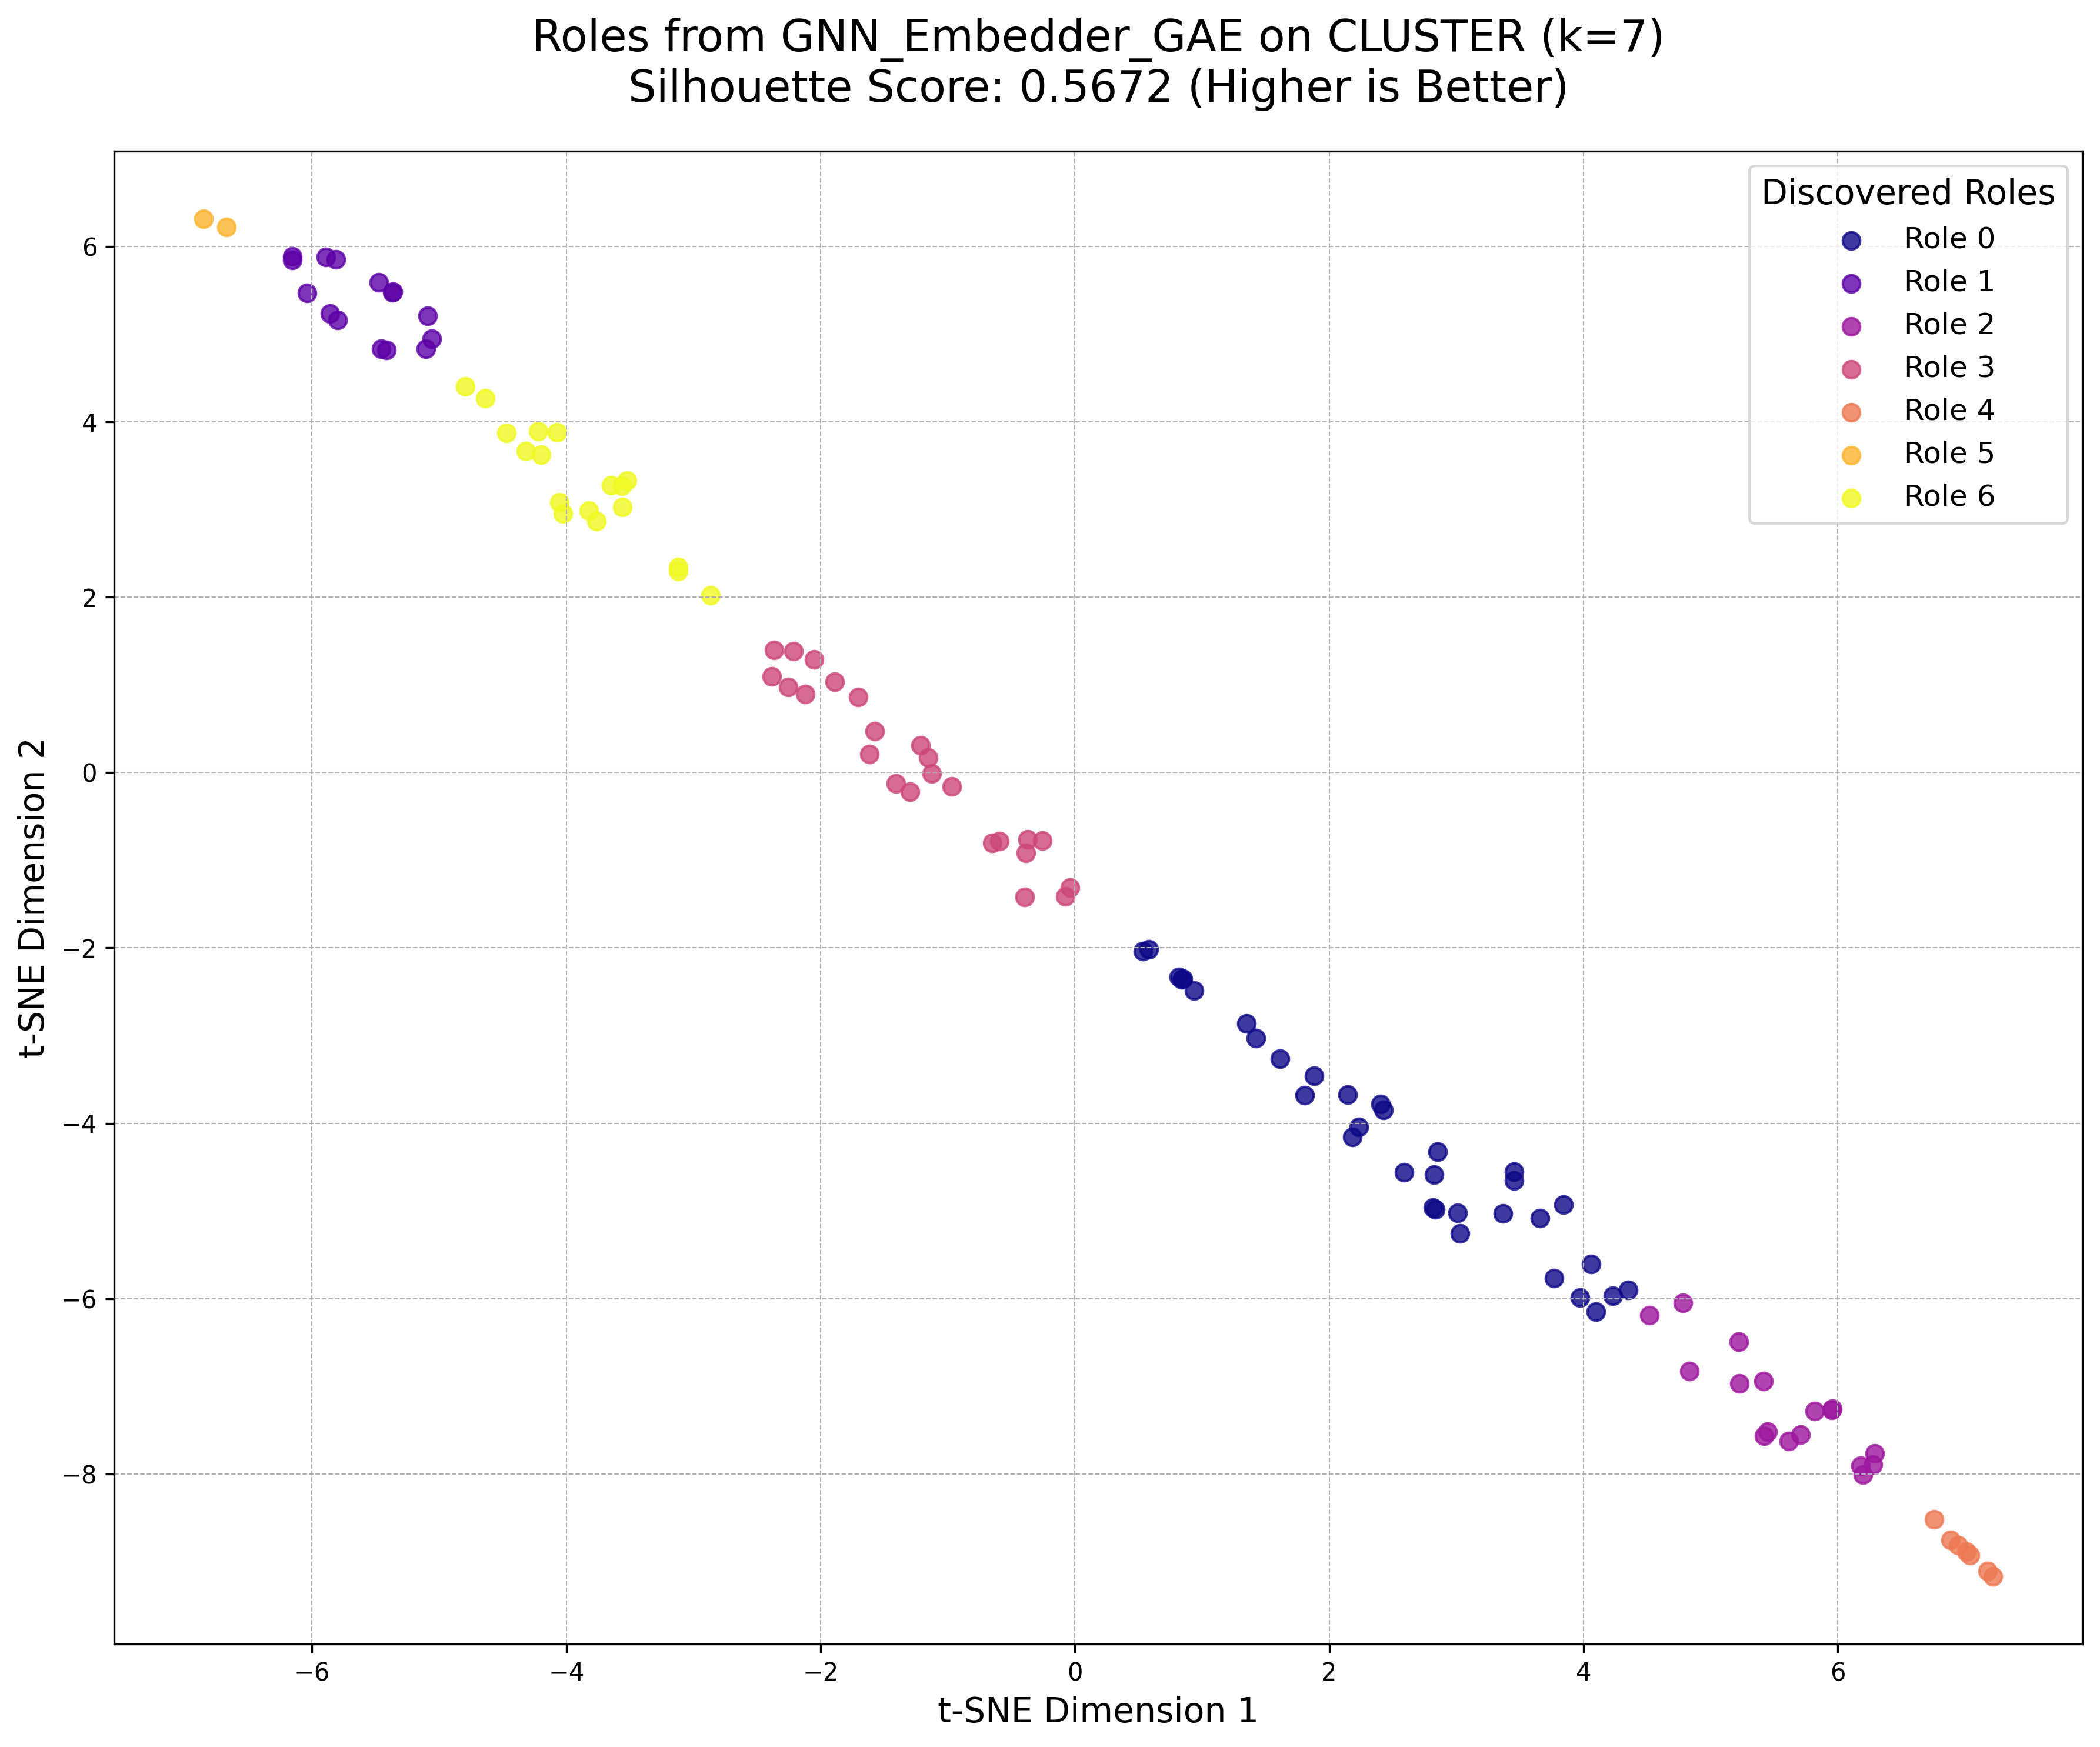 Roles from GNN_Embedder_GAE on CLUSTER (k=7)
Silhouette Score: 0.5672 (Higher is Better)
Discovered Roles
Role 0
Role 1
Role 2
Role 3
Role 4
Role 5
Role 6
t-SNE Dimension 2
6
4
2
0
−2
−4
−6
−8
−6
−4
−2
0
2
4
6
t-SNE Dimension 1